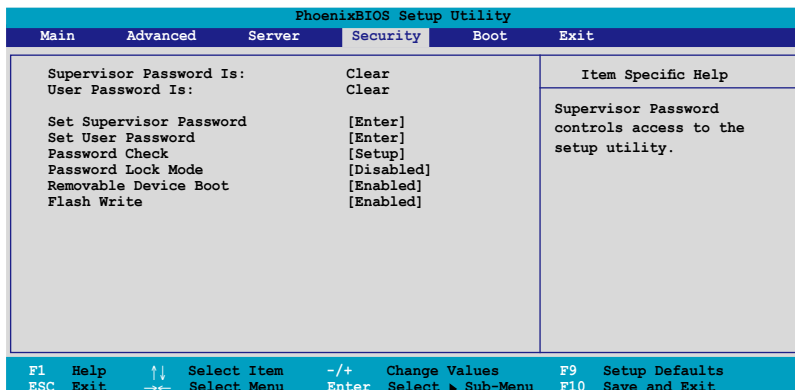 PhoenixBIOS Setup Utility
Main Advanced Server Security Boot Exit
Supervisor Password Is: Clear
User Password Is: Clear
Set Supervisor Password [Enter]
Set User Password [Enter]
Password Check [Setup]
Password Lock Mode [Disabled]
Removable Device Boot [Enabled]
Flash Write [Enabled]
Item Specific Help
Supervisor Password
controls access to the
setup utility.
F1 Help ↑↓ Select Item -/+ Change Values F9 Setup Defaults
ESC Exit →← Select Menu Enter Select ▶ Sub-Menu F10 Save and Exit